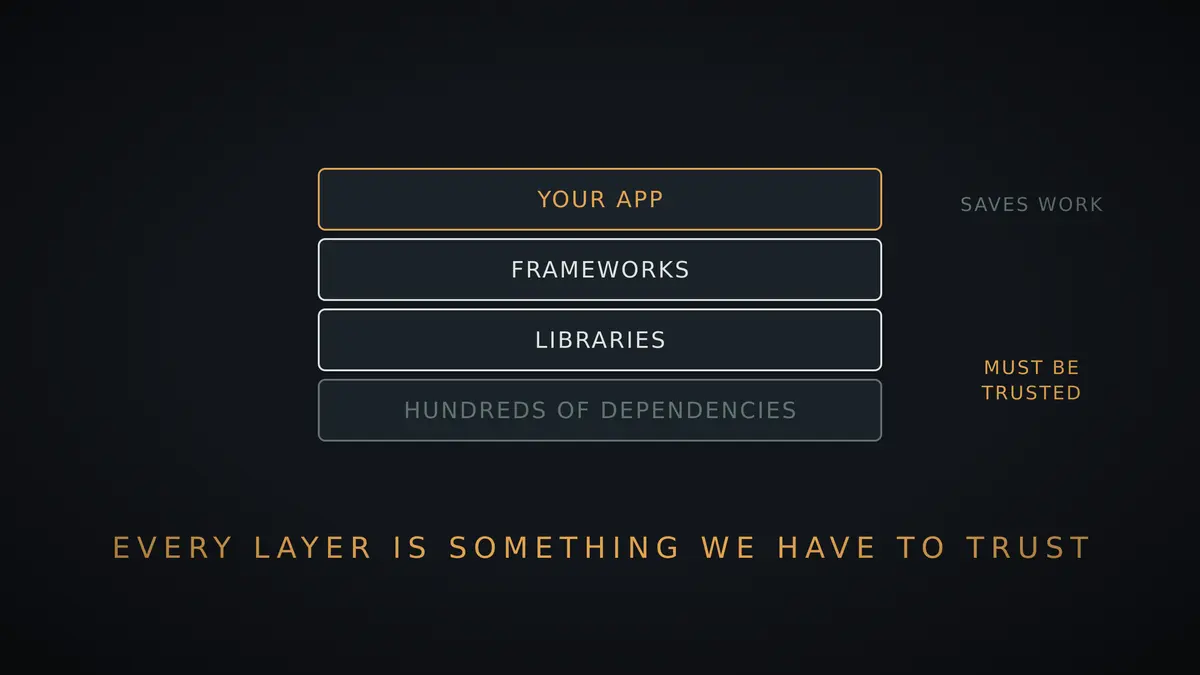 YOUR APP
SAVES WORK
FRAMEWORKS
LIBRARIES
MUST BE
TRUSTED
HUNDREDS OF DEPENDENCIES
EVERY LAYER IS SOMETHING WE HAVE TO TRUST